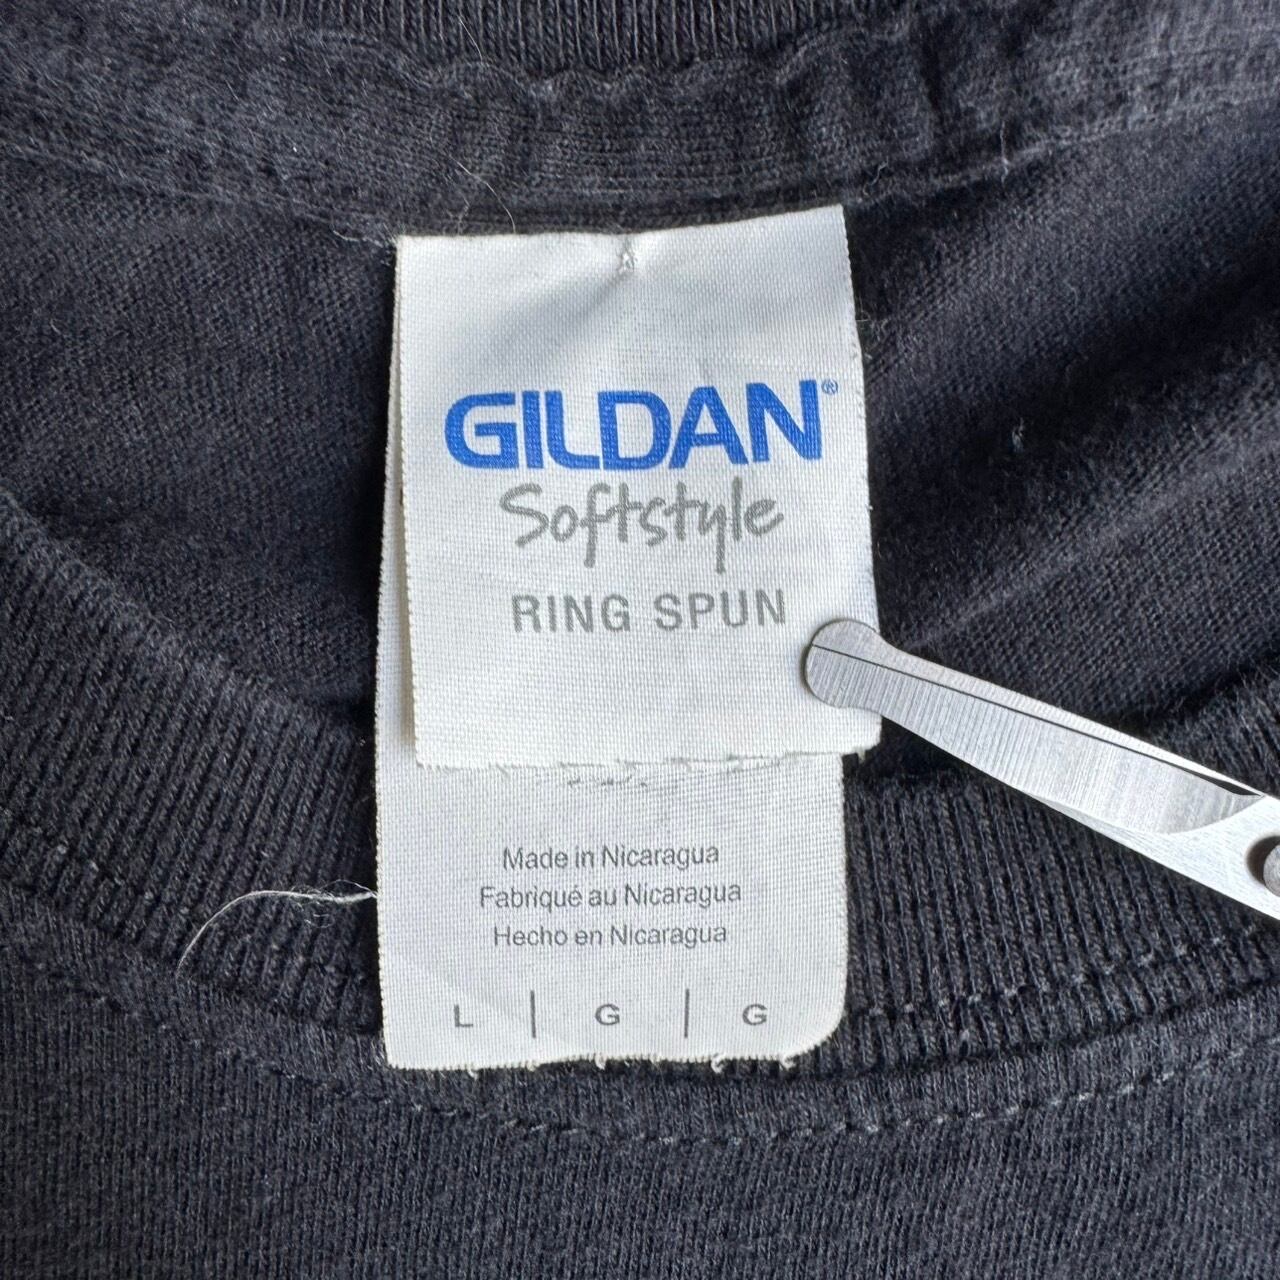 GILDAN®
Softstyle
RING SPUN
Made in Nicaragua
Fabriqué au Nicaragua
Hecho en Nicaragua
L | G | G